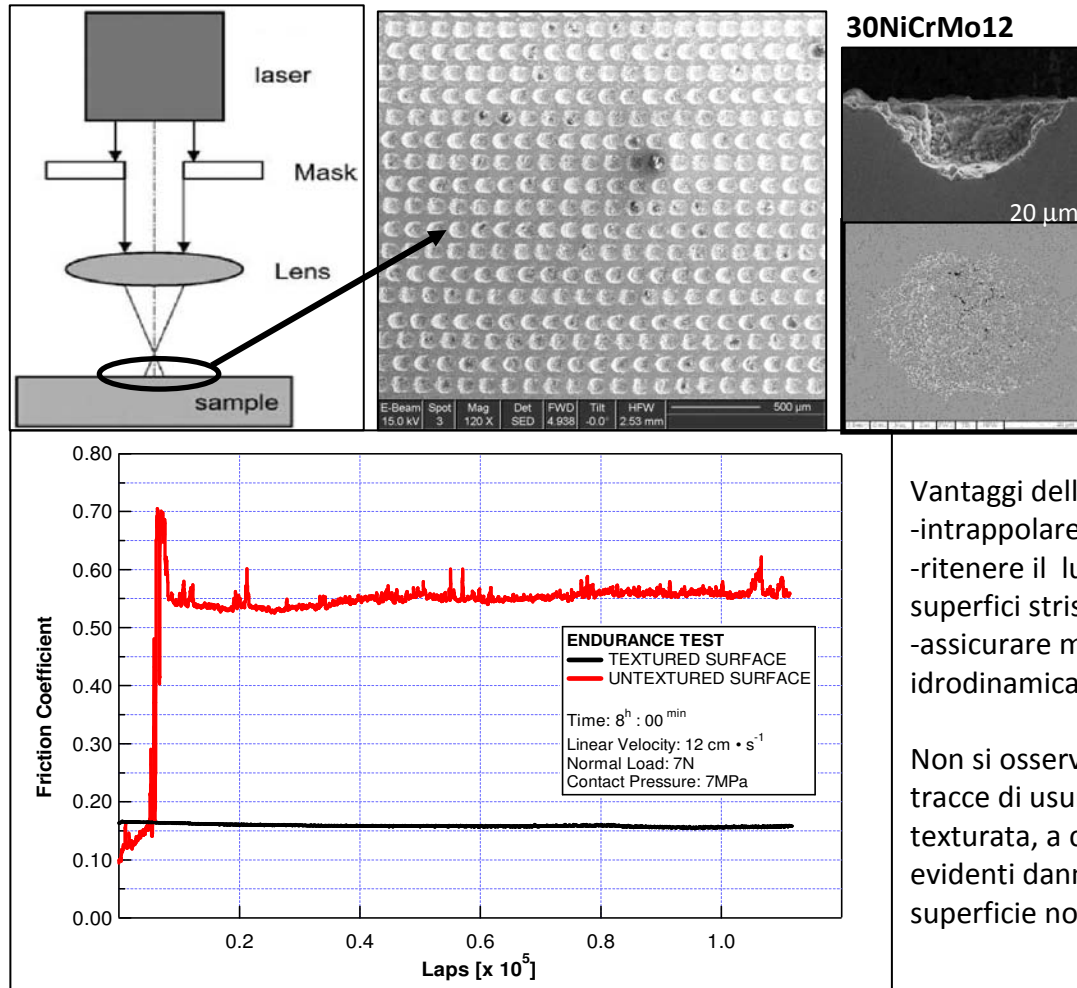 laser
Mask
Lens
sample
E-Beam Spot Mag Det FWD Tilt HFW 500 µm
15.0 kV 3 120 X SED 4.938 -0.0° 2.53 mm
30NiCrMo12
20 µm
0.80
0.70
0.60
0.50
0.40
0.30
0.20
0.10
0.00
Friction Coefficient
ENDURANCE TEST
TEXTURED SURFACE
UNTEXTURED SURFACE
Time: 8h : 00 min
Linear Velocity: 12 cm • s-1
Normal Load: 7N
Contact Pressure: 7MPa
0.2 0.4 0.6 0.8 1.0
Laps [x 10^5]
Vantaggi dell
-intrappolare
-ritenere il lu
superfici stris
-assicurare m
idrodinamica
Non si osserv
tracce di usu
texturata, a c
evidenti dann
superficie no